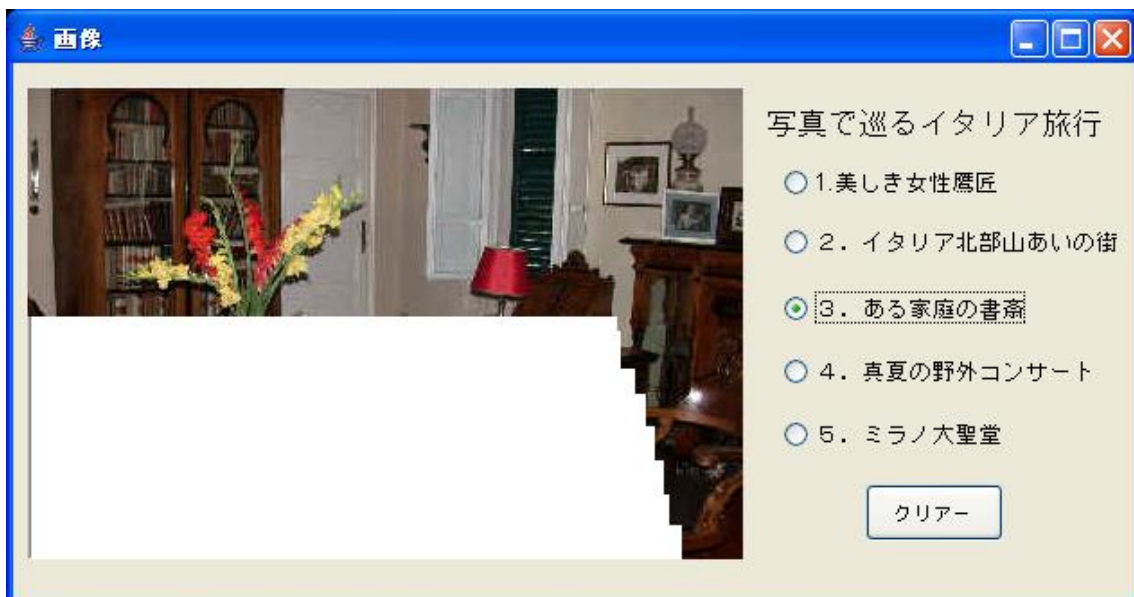 画像
写真で巡るイタリア旅行
1.美しき女性鷹匠
２．イタリア北部山あいの街
３．ある家庭の書斎
４．真夏の野外コンサート
５．ミラノ大聖堂
クリアー